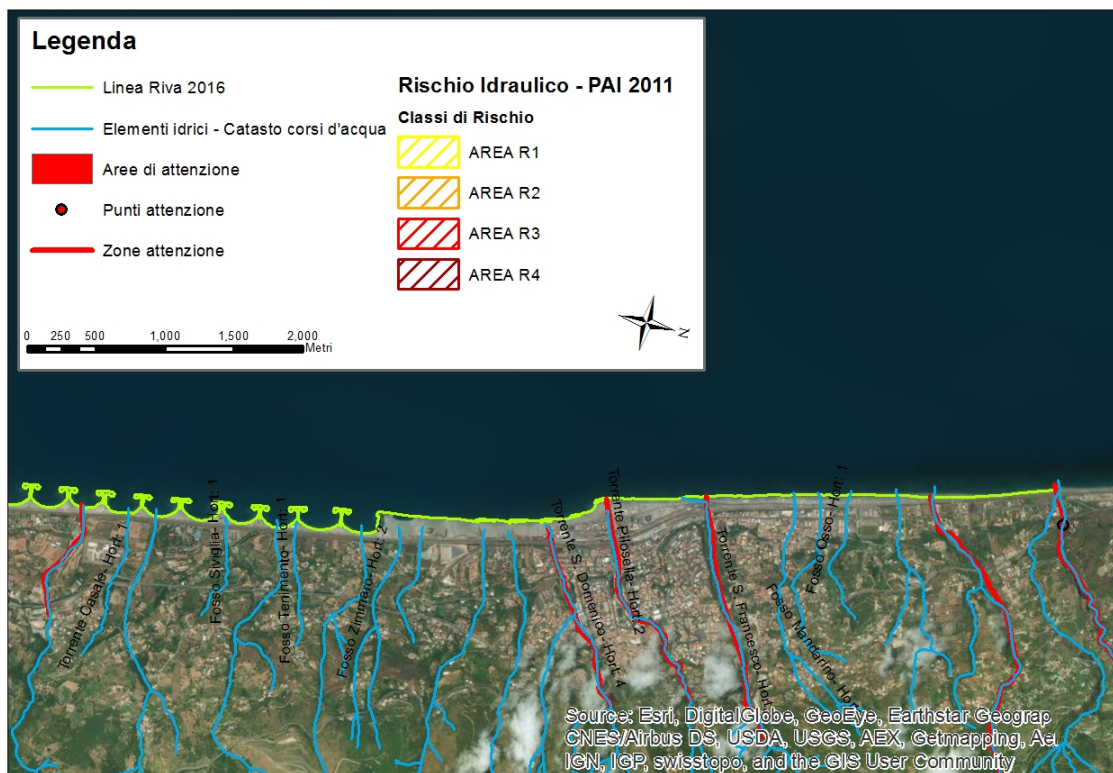 Legenda
Linea Riva 2016
Elementi idrici - Catasto corsi d'acqua
Aree di attenzione
Punti attenzione
Zone attenzione
Rischio Idraulico - PAI 2011
Classi di Rischio
AREA R1
AREA R2
AREA R3
AREA R4
N
0 250 500 1,000 1,500 2,000
Metri
Torrente Casale- Hort: 1
Fosso Siviglia- Hort: 1
Fosso Tenimento- Hort: 1
Fosso Zimmaio- Hort: 2
Torrente S. Domenico- Hort: 4
Torrente Pilosella- Hort: 2
Torrente S. Francesco- Hort:
Fosso Mandarino- Hort:
Fosso Osso- Hort: 1
Source: Esri, DigitalGlobe, GeoEye, Earthstar Geograp
CNES/Airbus DS, USDA, USGS, AEX, Getmapping, Ae
IGN, IGP, swisstopo, and the GIS User Community